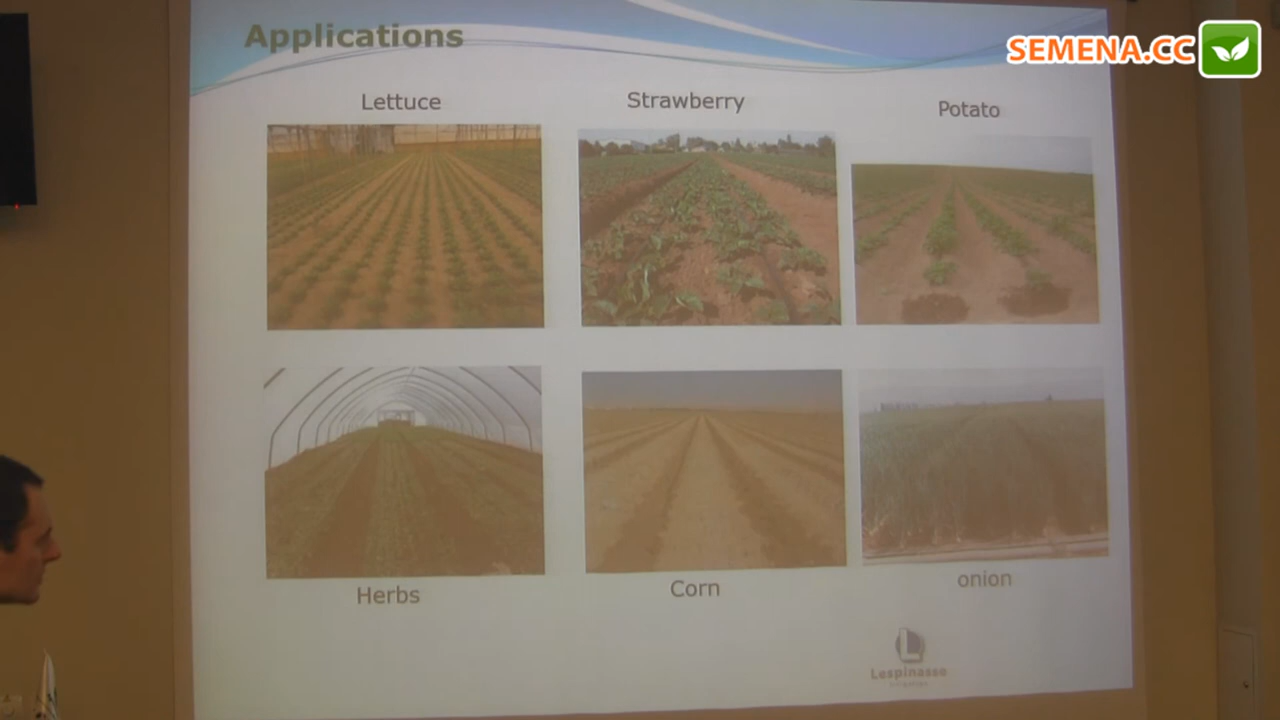 Applications
SEMENA.CC
Lettuce
Strawberry
Potato
Herbs
Corn
onion
L
Lespinasse